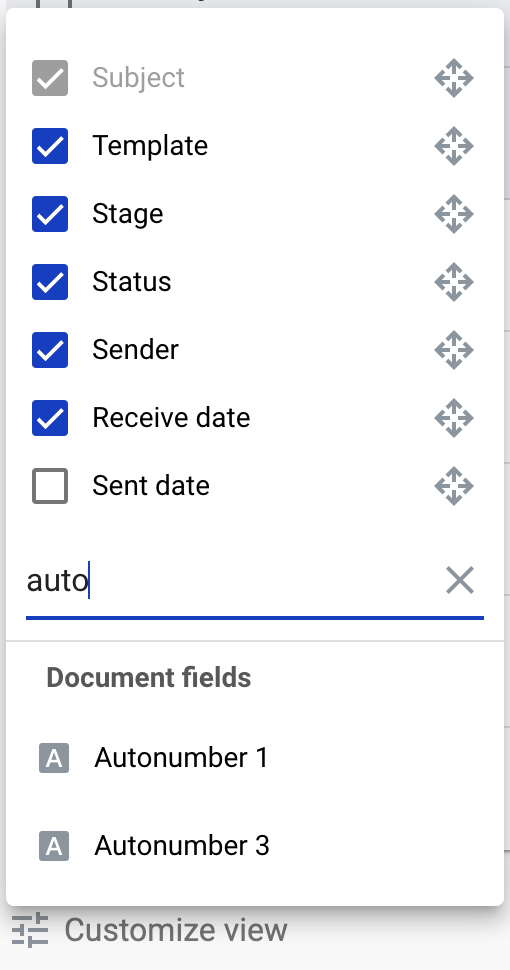 Subject
Template
Stage
Status
Sender
Receive date
Sent date
auto
Document fields
A Autonumber 1
A Autonumber 3
Customize view